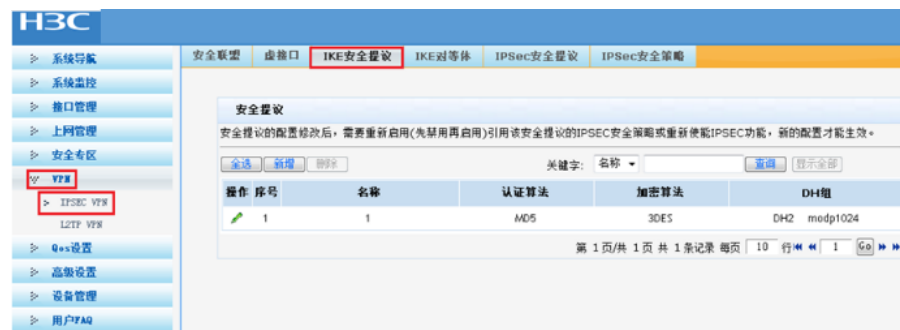 H3C
系统导航
系统监控
接口管理
上网管理
安全专区
VPN
IPSEC VPN
L2TP VPN
Qos设置
高级设置
设备管理
用户FAQ
安全联盟 虚接口 IKE安全提议 IKE对等体 IPSec安全提议 IPSec安全策略
安全提议
安全提议的配置修改后，需要重新启用(先禁用再启用)引用该安全提议的IPSEC安全策略或重新使能IPSEC功能，新的配置才能生效。
全选 新增 删除 关键字: 名称 查询 显示全部
操作 序号 名称 认证算法 加密算法 DH组
1 1 MD5 3DES DH2 modp1024
第 1 页/共 1 页 共 1 条记录 每页 10 行 1 Go